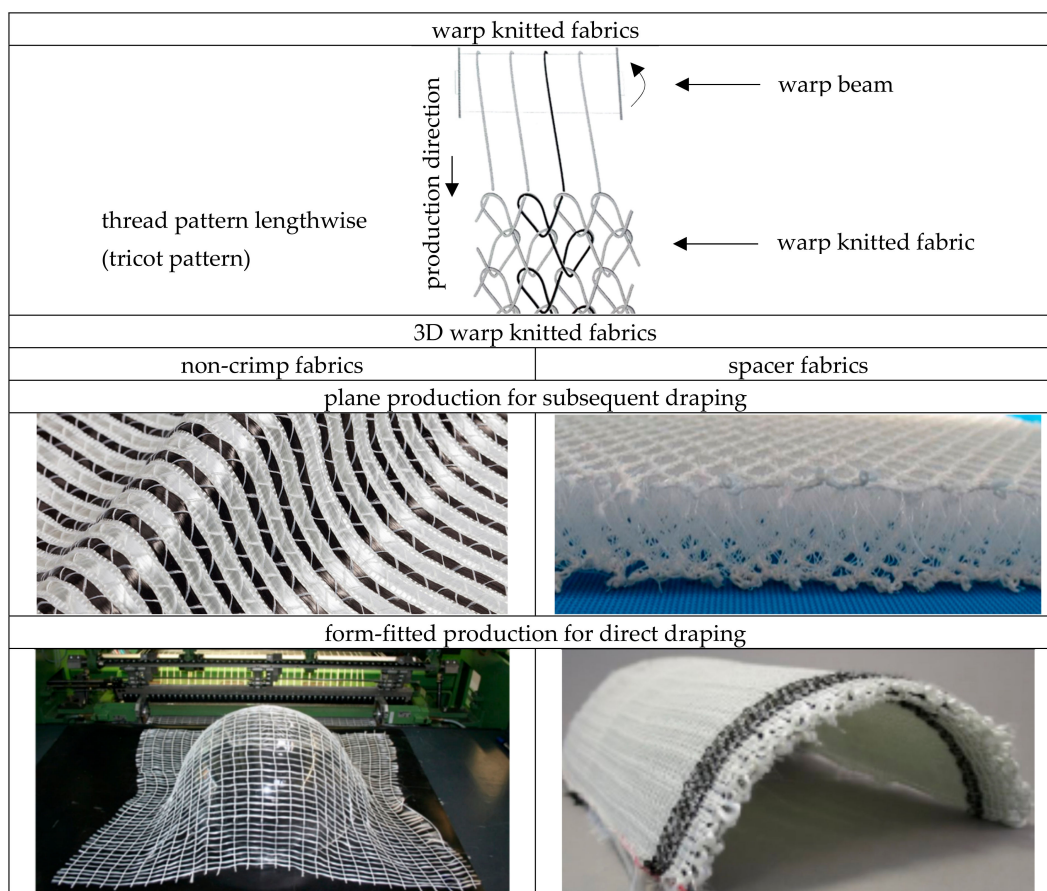 warp knitted fabrics
warp beam
production direction
thread pattern lengthwise
(tricot pattern)
warp knitted fabric
3D warp knitted fabrics
non-crimp fabrics
spacer fabrics
plane production for subsequent draping
form-fitted production for direct draping